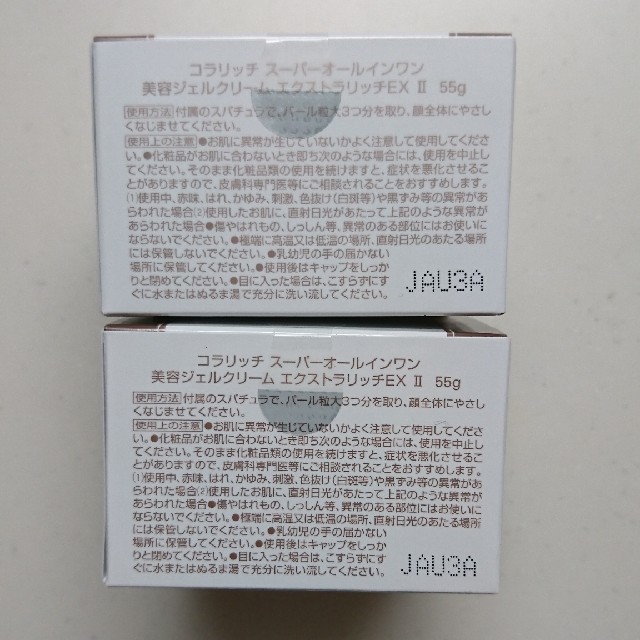 コラリッチ スーパーオールインワン
美容ジェルクリーム エクストラリッチEX Ⅱ 55g
使用方法 付属のスパチュラで、パール粒大3つ分を取り、顔全体にやさし
くなじませてください。
使用上の注意 ●お肌に異常が生じていないかよく注意して使用してくださ
い。●化粧品がお肌に合わないとき即ち次のような場合には、使用を中止し
てください。そのまま化粧品類の使用を続けますと、症状を悪化させるこ
とがありますので、皮膚科専門医等にご相談されることをおすすめします。
(1)使用中、赤味、はれ、かゆみ、刺激、色抜け(白斑等)や黒ずみ等の異常が
あらわれた場合(2)使用したお肌に、直射日光があたって上記のような異常が
あらわれた場合●傷やはれもの、しっしん等、異常のある部位にはお使いに
ならないでください。●極端に高温又は低温の場所、直射日光のあたる場所
には保管しないでください。●乳幼児の手の届かない
場所に保管してください。●使用後はキャップをしっか
りと閉めてください。●目に入った場合は、こすらずにす
ぐに水またはぬるま湯で充分に洗い流してください。
JAU3A
コラリッチ スーパーオールインワン
美容ジェルクリーム エクストラリッチEX Ⅱ 55g
使用方法 付属のスパチュラで、パール粒大3つ分を取り、顔全体にやさし
くなじませてください。
使用上の注意 ●お肌に異常が生じていないかよく注意して使用してくださ
い。●化粧品がお肌に合わないとき即ち次のような場合には、使用を中止し
てください。そのまま化粧品類の使用を続けますと、症状を悪化させるこ
とがありますので、皮膚科専門医等にご相談されることをおすすめします。
(1)使用中、赤味、はれ、かゆみ、刺激、色抜け(白斑等)や黒ずみ等の異常が
あらわれた場合(2)使用したお肌に、直射日光があたって上記のような異常が
あらわれた場合●傷やはれもの、しっしん等、異常のある部位にはお使いに
ならないでください。●極端に高温又は低温の場所、直射日光のあたる場所
には保管しないでください。●乳幼児の手の届かない
場所に保管してください。●使用後はキャップをしっか
りと閉めてください。●目に入った場合は、こすらずにす
ぐに水またはぬるま湯で充分に洗い流してください。
JAU3A